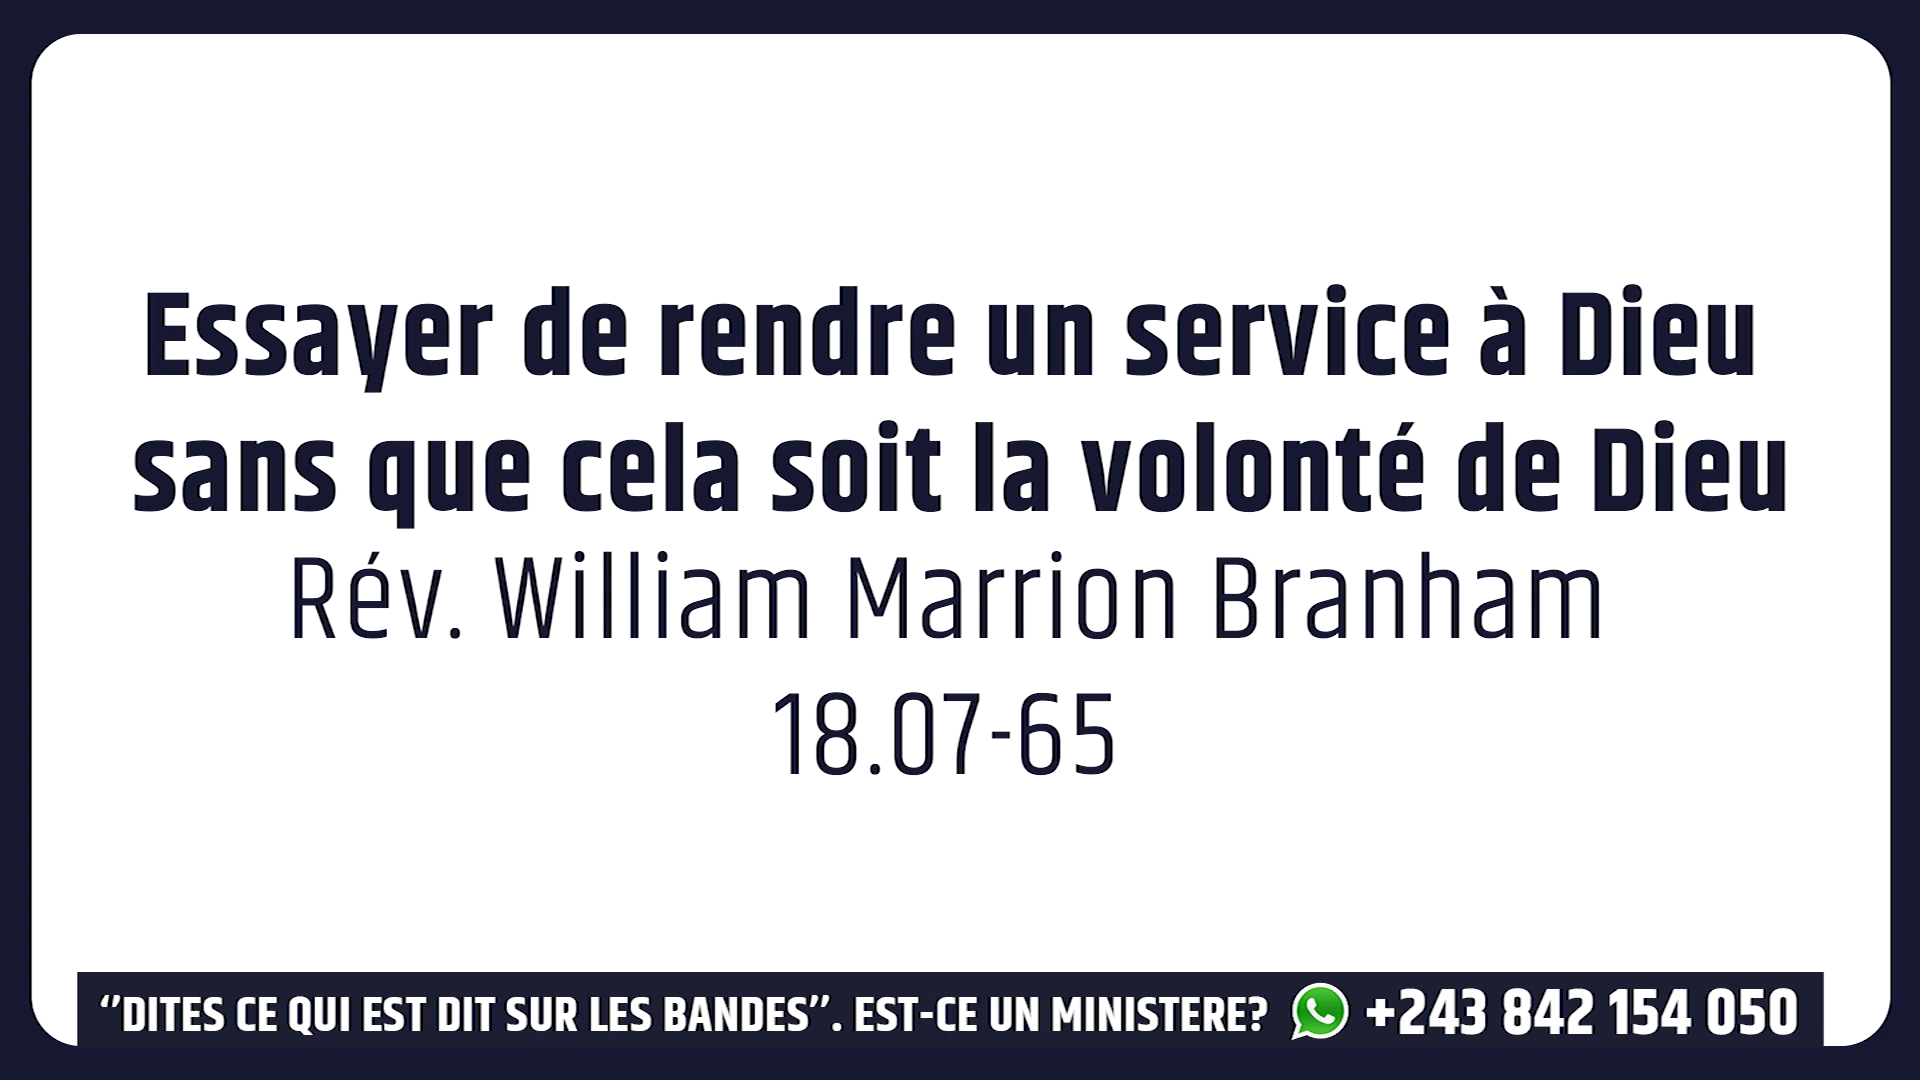 Essayer de rendre un service à Dieu
sans que cela soit la volonté de Dieu
Rév. William Marrion Branham
18.07-65
‘’DITES CE QUI EST DIT SUR LES BANDES’’. EST-CE UN MINISTERE? +243 842 154 050